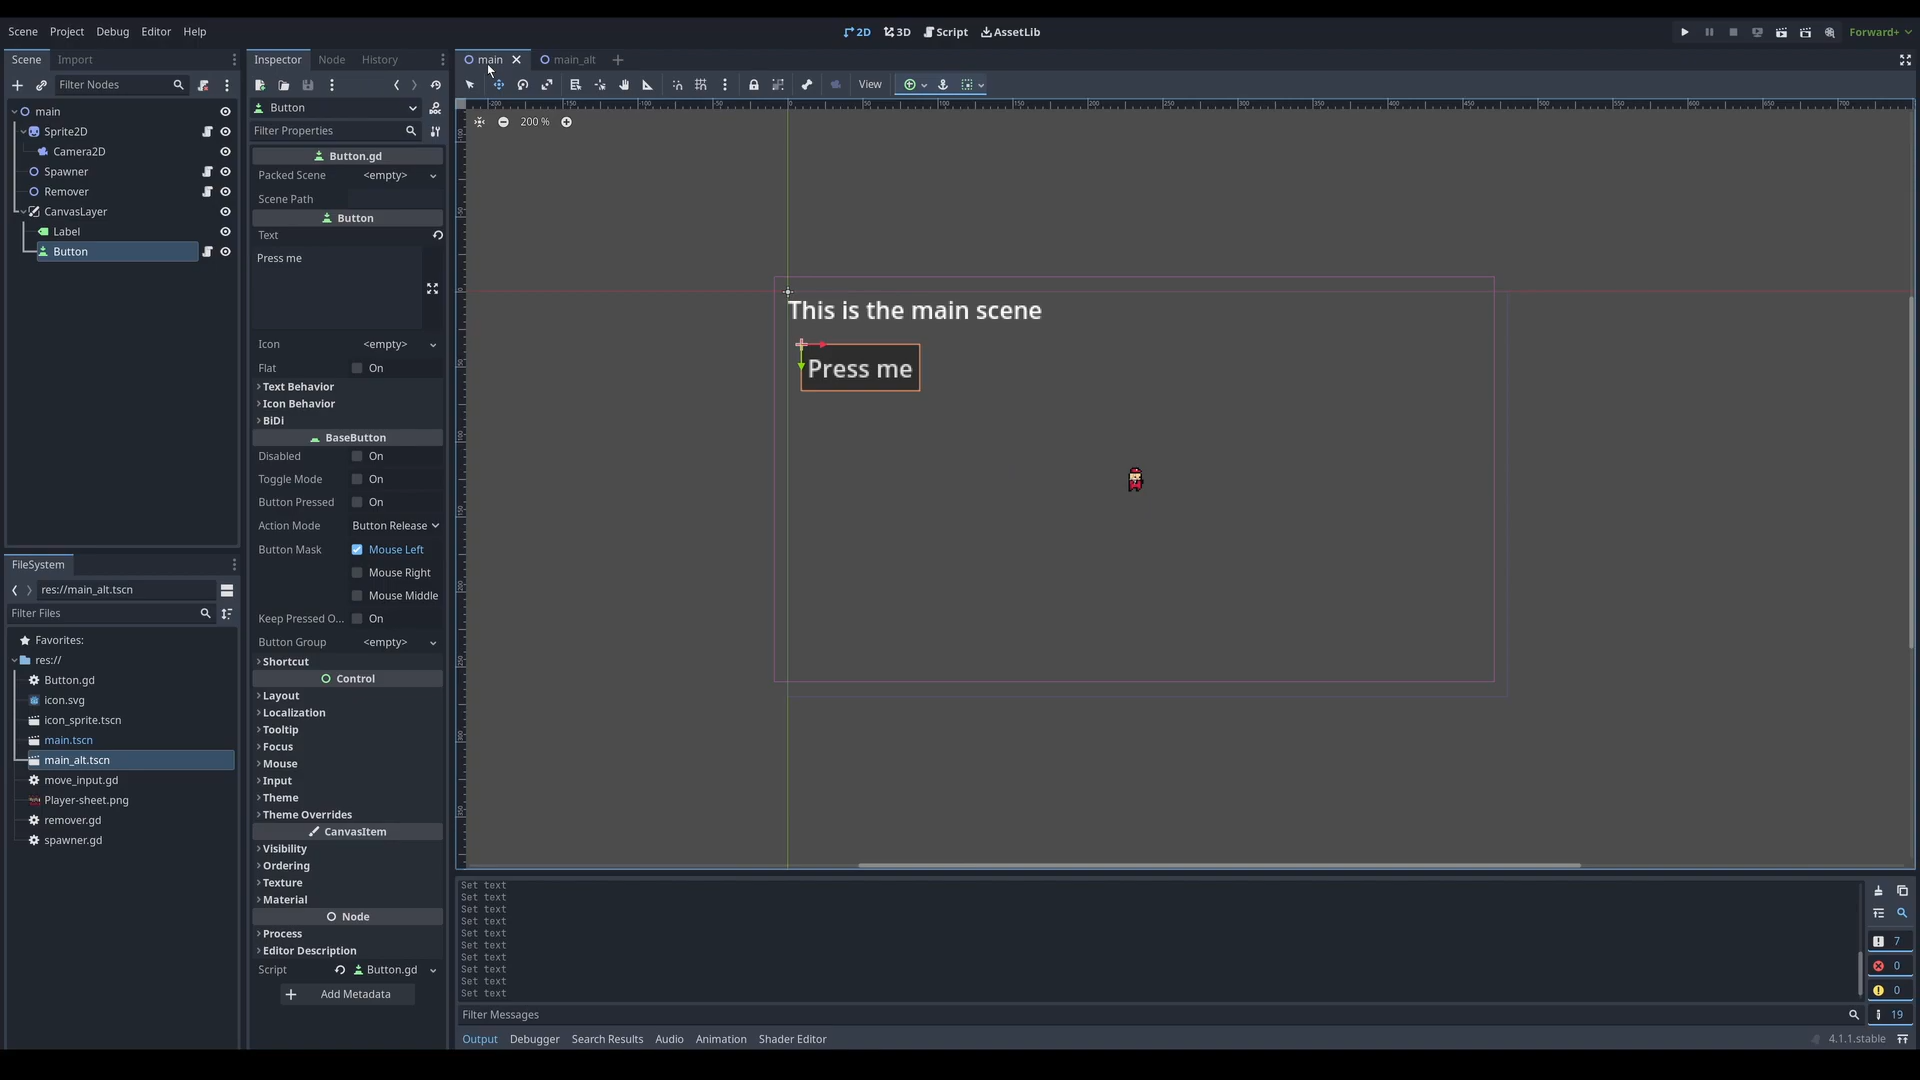 Scene Project Debug Editor Help
2D 3D Script AssetLib
Forward+
Scene Import
Filter Nodes
main
Sprite2D
Camera2D
Spawner
Remover
CanvasLayer
Label
Button
FileSystem
res://main_alt.tscn
Filter Files
Favorites:
res://
Button.gd
icon.svg
icon_sprite.tscn
main.tscn
main_alt.tscn
move_input.gd
Player-sheet.png
remover.gd
spawner.gd
Inspector Node History
Button
Filter Properties
Button.gd
Packed Scene <empty>
Scene Path
Button
Text
Press me
Icon <empty>
Flat On
Text Behavior
Icon Behavior
BiDi
BaseButton
Disabled On
Toggle Mode On
Button Pressed On
Action Mode Button Release
Button Mask Mouse Left
Mouse Right
Mouse Middle
Keep Pressed O... On
Button Group <empty>
Shortcut
Control
Layout
Localization
Tooltip
Focus
Mouse
Input
Theme
Theme Overrides
CanvasItem
Visibility
Ordering
Texture
Material
Node
Process
Editor Description
Script Button.gd
Add Metadata
main main_alt
View
200 %
This is the main scene
Press me
Set text
Set text
Set text
Set text
Set text
Set text
Set text
Set text
Set text
Set text
Filter Messages
7
0
0
19
Output Debugger Search Results Audio Animation Shader Editor
4.1.1.stable